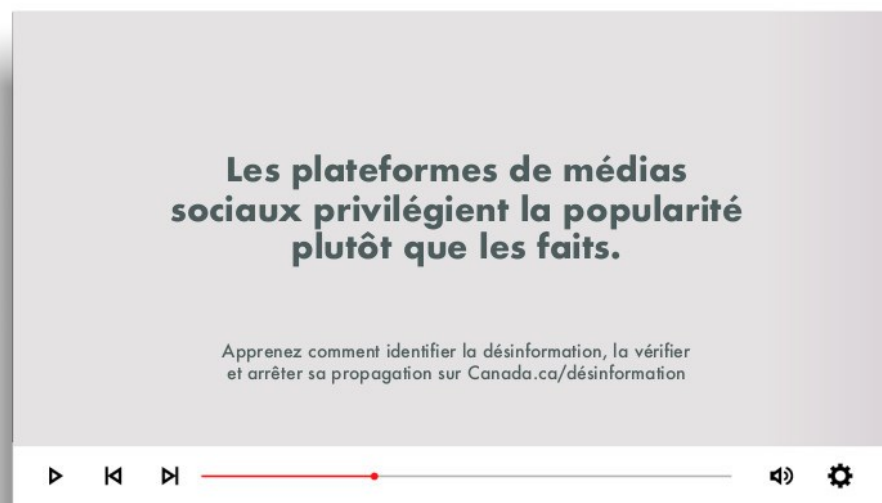 Les plateformes de médias
sociaux privilégient la popularité
plutôt que les faits.
Apprenez comment identifier la désinformation, la vérifier
et arrêter sa propagation sur Canada.ca/désinformation